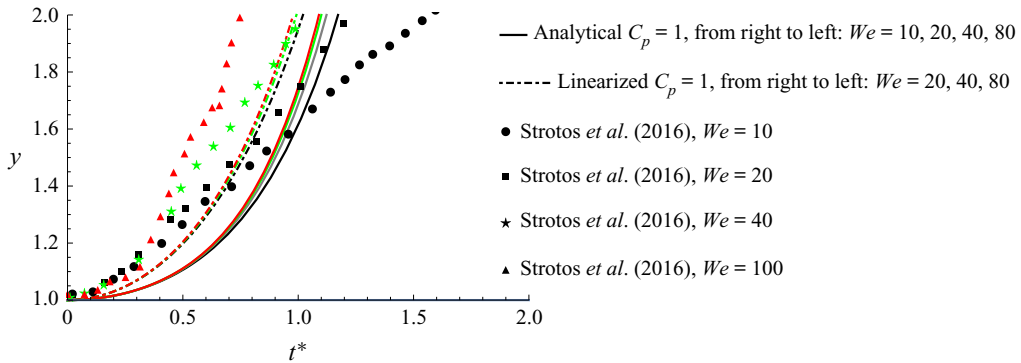 2.0
1.8
1.6
1.4
1.2
1.0
y
0
0.5
1.0
1.5
2.0
t*
Analytical C_p = 1, from right to left: We = 10, 20, 40, 80
Linearized C_p = 1, from right to left: We = 20, 40, 80
Strotos et al. (2016), We = 10
Strotos et al. (2016), We = 20
Strotos et al. (2016), We = 40
Strotos et al. (2016), We = 100